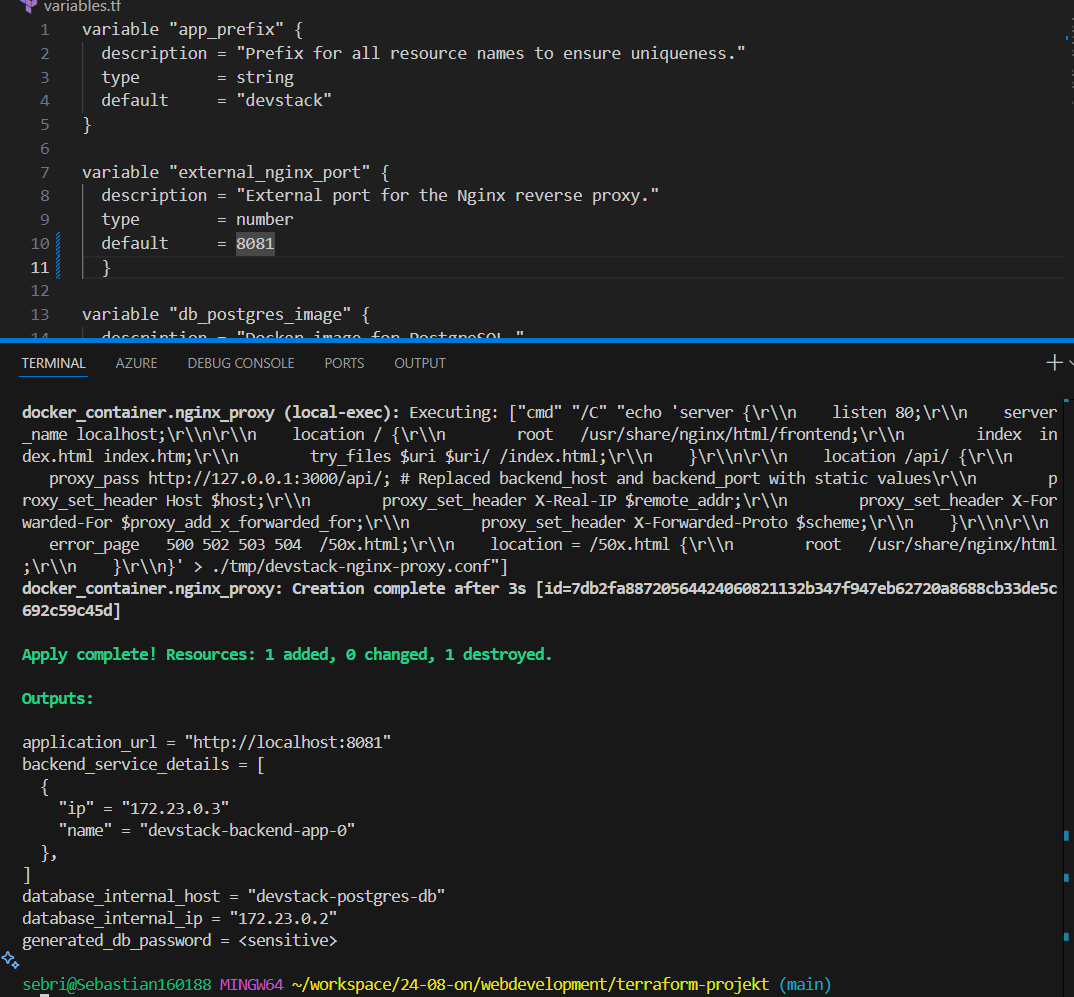 variables.tf
1 variable "app_prefix" {
2 description = "Prefix for all resource names to ensure uniqueness."
3 type = string
4 default = "devstack"
5 }
6
7 variable "external_nginx_port" {
8 description = "External port for the Nginx reverse proxy."
9 type = number
10 default = 8081
11 }
12
13 variable "db_postgres_image" {
14 description = "Docker image for PostgreSQL."
TERMINAL AZURE DEBUG CONSOLE PORTS OUTPUT
docker_container.nginx_proxy (local-exec): Executing: ["cmd" "/C" "echo 'server {\r\\n    listen 80;\r\\n    server
_name localhost;\r\\n\r\\n    location / {\r\\n        root   /usr/share/nginx/html/frontend;\r\\n        index  in
dex.html index.htm;\r\\n        try_files $uri $uri/ /index.html;\r\\n    }\r\\n\r\\n    location /api/ {\r\\n
proxy_pass http://127.0.0.1:3000/api/; # Replaced backend_host and backend_port with static values\r\\n        p
roxy_set_header Host $host;\r\\n        proxy_set_header X-Real-IP $remote_addr;\r\\n        proxy_set_header X-For
warded-For $proxy_add_x_forwarded_for;\r\\n        proxy_set_header X-Forwarded-Proto $scheme;\r\\n    }\r\\n\r\\n
error_page   500 502 503 504  /50x.html;\r\\n    location = /50x.html {\r\\n        root   /usr/share/nginx/html
;\r\\n    }\r\\n}' > ./tmp/devstack-nginx-proxy.conf"]
docker_container.nginx_proxy: Creation complete after 3s [id=7db2fa88720564424060821132b347f947eb62720a8688cb33de5c
692c59c45d]
Apply complete! Resources: 1 added, 0 changed, 1 destroyed.
Outputs:
application_url = "http://localhost:8081"
backend_service_details = [
{
"ip" = "172.23.0.3"
"name" = "devstack-backend-app-0"
},
]
database_internal_host = "devstack-postgres-db"
database_internal_ip = "172.23.0.2"
generated_db_password = <sensitive>
sebri@Sebastian160188 MINGW64 ~/workspace/24-08-on/webdevelopment/terraform-projekt (main)